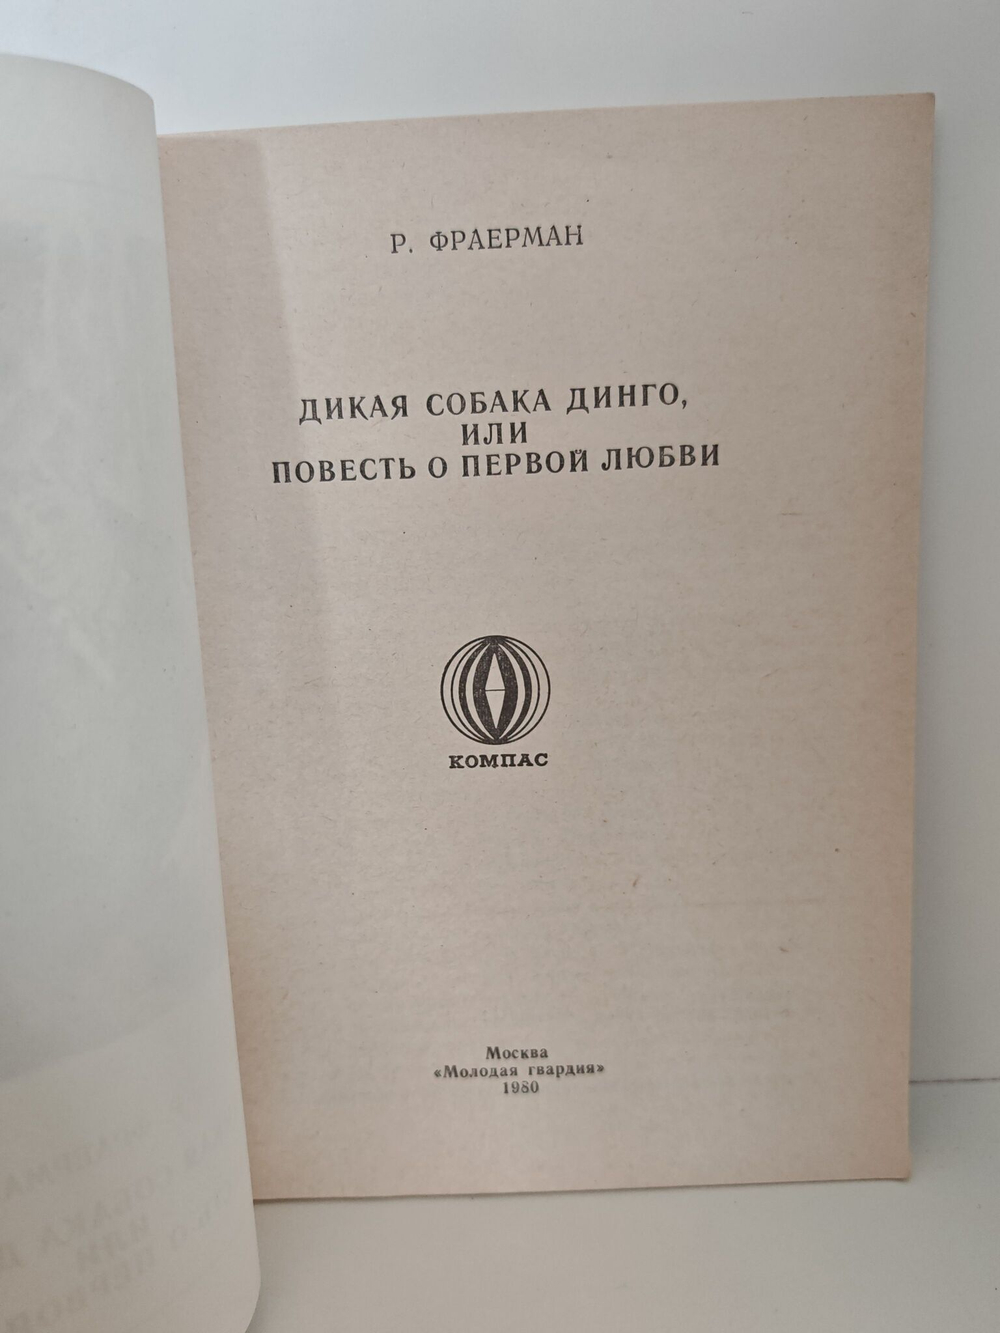 Р. ФРАЕРМАН
ДИКАЯ СОБАКА ДИНГО,
ИЛИ
ПОВЕСТЬ О ПЕРВОЙ ЛЮБВИ
КОМПАС
Москва
«Молодая гвардия»
1980